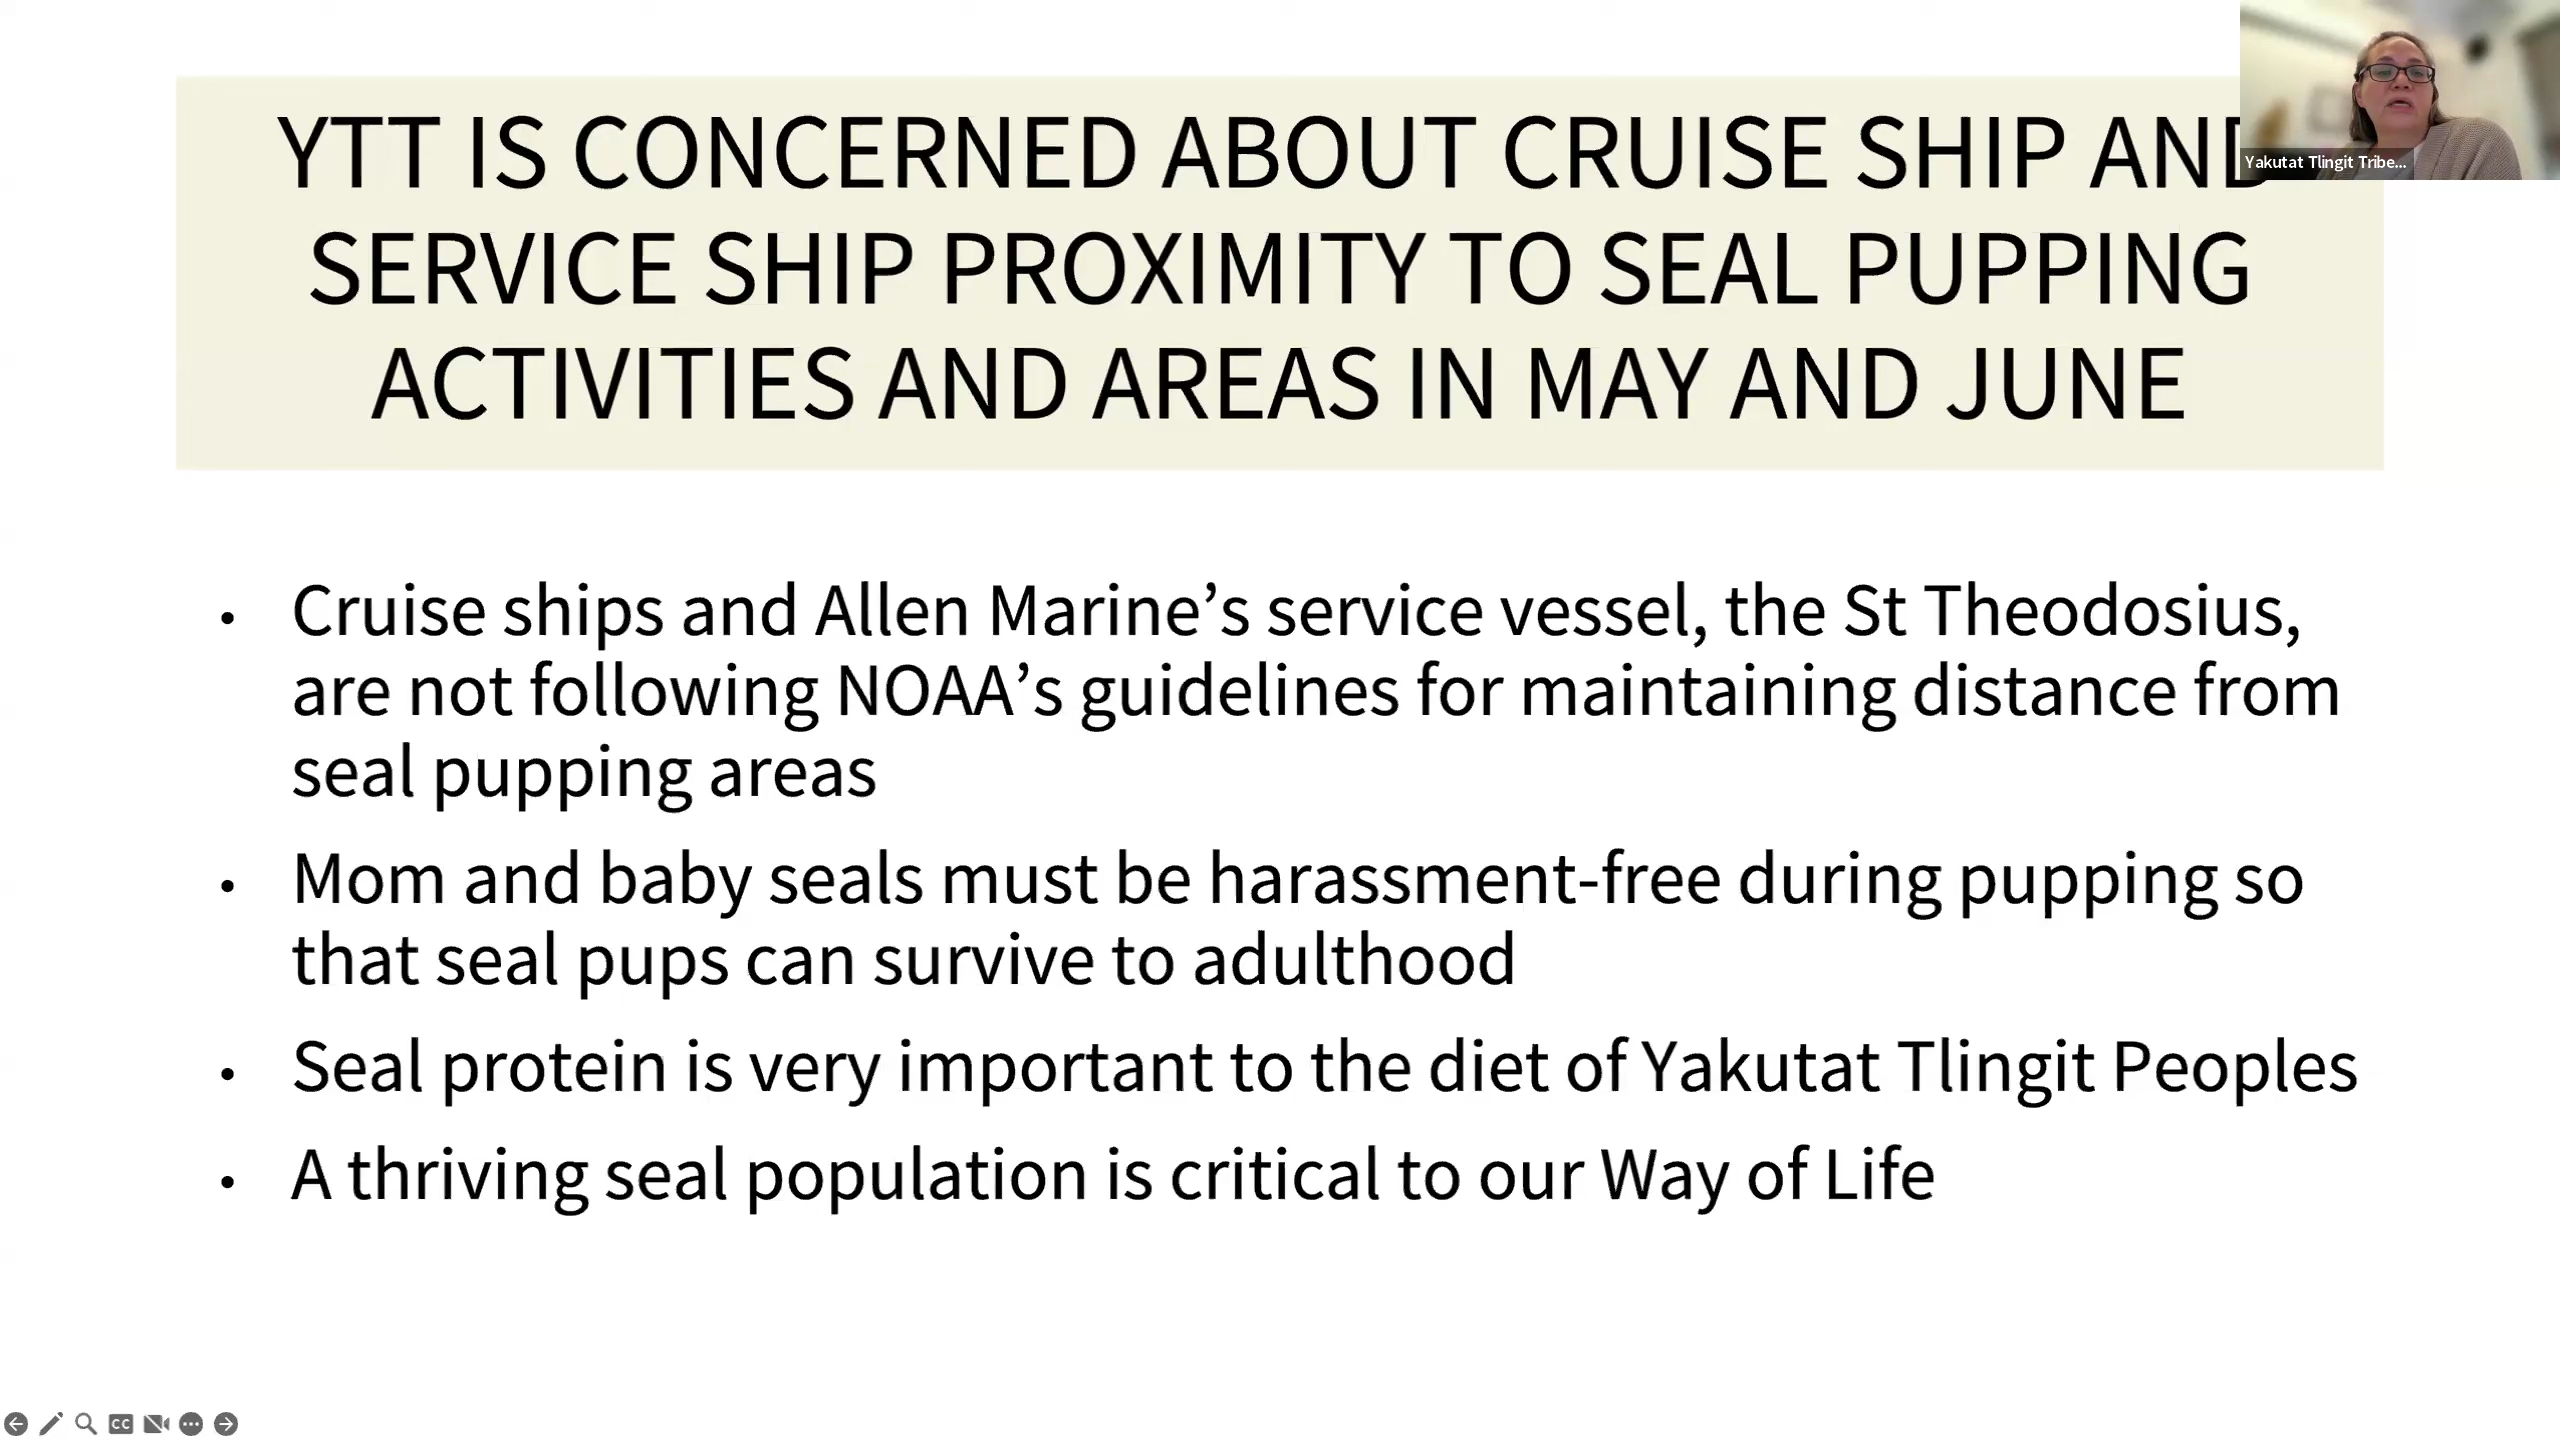 YTT IS CONCERNED ABOUT CRUISE SHIP AND
SERVICE SHIP PROXIMITY TO SEAL PUPPING
ACTIVITIES AND AREAS IN MAY AND JUNE
Yakutat Tlingit Tribe...
• Cruise ships and Allen Marine’s service vessel, the St Theodosius,
are not following NOAA’s guidelines for maintaining distance from
seal pupping areas
• Mom and baby seals must be harassment-free during pupping so
that seal pups can survive to adulthood
• Seal protein is very important to the diet of Yakutat Tlingit Peoples
• A thriving seal population is critical to our Way of Life
CC